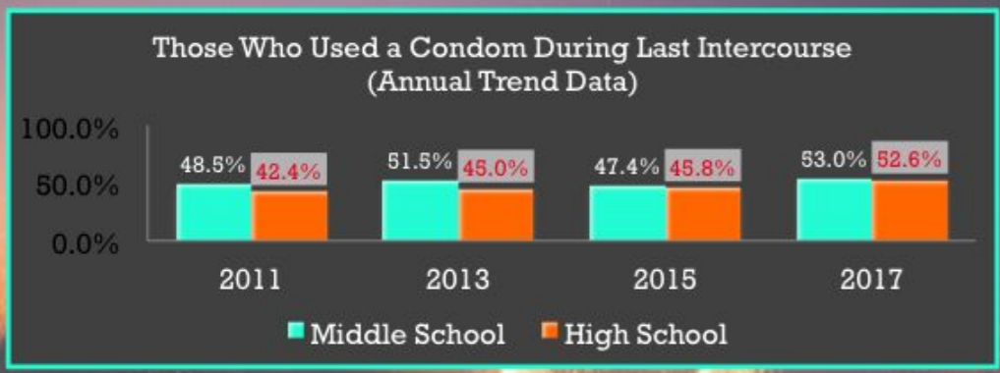 Those Who Used a Condom During Last Intercourse
(Annual Trend Data)
100.0%
50.0%
0.0%
48.5% 42.4% 51.5% 45.0% 47.4% 45.8% 53.0% 52.6%
2011 2013 2015 2017
Middle School High School